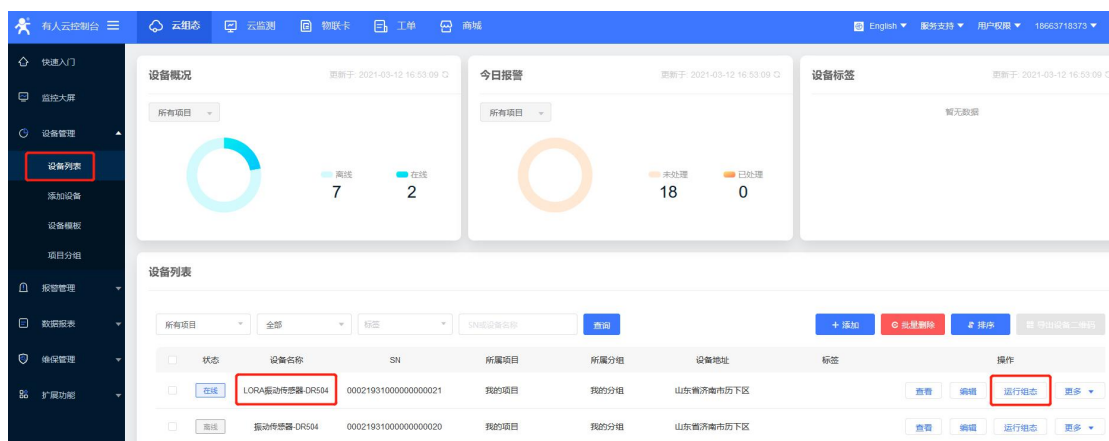 有人云控制台 云组态 云监测 物联卡 工单 商城 English 服务支持 用户权限 18663718373
快速入门
监控大屏
设备管理
设备列表
添加设备
设备模板
项目分组
报警管理
数据报表
维保管理
扩展功能
设备概况 更新于: 2021-03-12 16:53:09
所有项目
离线 在线
7 2
今日报警 更新于: 2021-03-12 16:53:09
所有项目
未处理 已处理
18 0
设备标签 更新于: 2021-03-12 16:53:09
暂无数据
设备列表
所有项目 全部 标签 SN或设备名称 查询 + 添加 批量删除 排序 导出设备二维码
状态 设备名称 SN 所属项目 所属分组 设备地址 标签 操作
在线 LORA振动传感器-DR504 00021931000000000021 我的项目 我的分组 山东省济南市历下区 查看 编辑 运行组态 更多
离线 振动传感器-DR504 00021931000000000020 我的项目 我的分组 山东省济南市历下区 查看 编辑 运行组态 更多